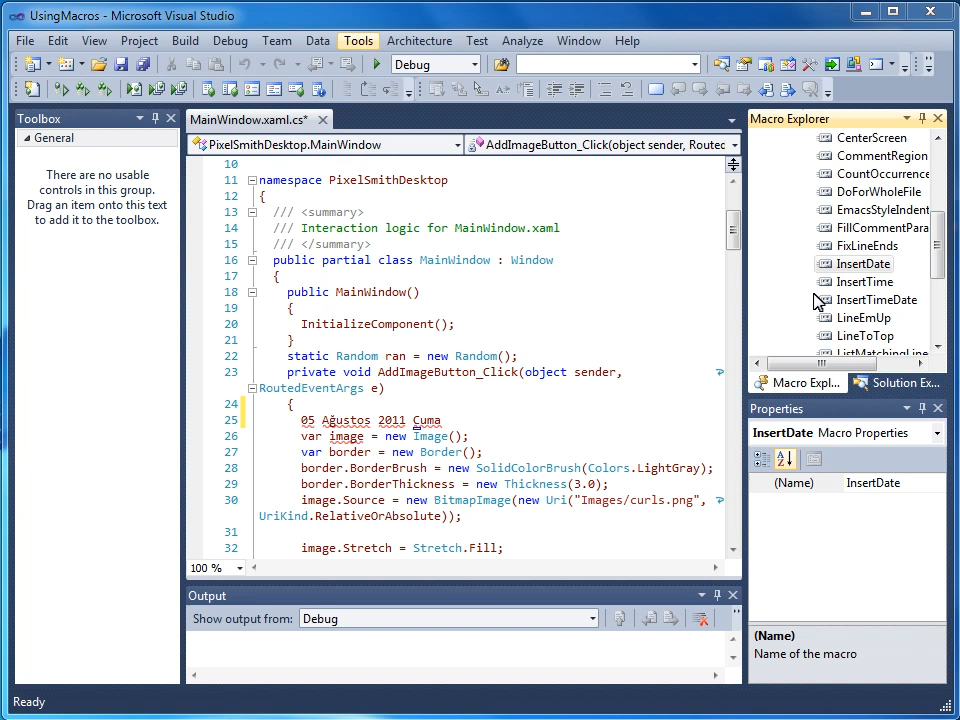 UsingMacros - Microsoft Visual Studio
File Edit View Project Build Debug Team Data Tools Architecture Test Analyze Window Help
Debug
Toolbox
General
There are no usable
controls in this group.
Drag an item onto this text
to add it to the toolbox.
MainWindow.xaml.cs*
PixelSmithDesktop.MainWindow
AddImageButton_Click(object sender, Routec
10
11 namespace PixelSmithDesktop
12 {
13 /// <summary>
14 /// Interaction logic for MainWindow.xaml
15 /// </summary>
16 public partial class MainWindow : Window
17 {
18 public MainWindow()
19 {
20 InitializeComponent();
21 }
22 static Random ran = new Random();
23 private void AddImageButton_Click(object sender,
RoutedEventArgs e)
24 {
25 05 Ağustos 2011 Cuma
26 var image = new Image();
27 var border = new Border();
28 border.BorderBrush = new SolidColorBrush(Colors.LightGray);
29 border.BorderThickness = new Thickness(3.0);
30 image.Source = new BitmapImage(new Uri("Images/curls.png",
UriKind.RelativeOrAbsolute));
31
32 image.Stretch = Stretch.Fill;
100 %
Output
Show output from: Debug
Macro Explorer
CenterScreen
CommentRegion
CountOccurrence
DoForWholeFile
EmacsStyleIndent
FillCommentPara
FixLineEnds
InsertDate
InsertTime
InsertTimeDate
LineEmUp
LineToTop
ListMatchingLine
Macro Expl...
Solution Ex...
Properties
InsertDate Macro Properties
(Name) InsertDate
(Name)
Name of the macro
Ready